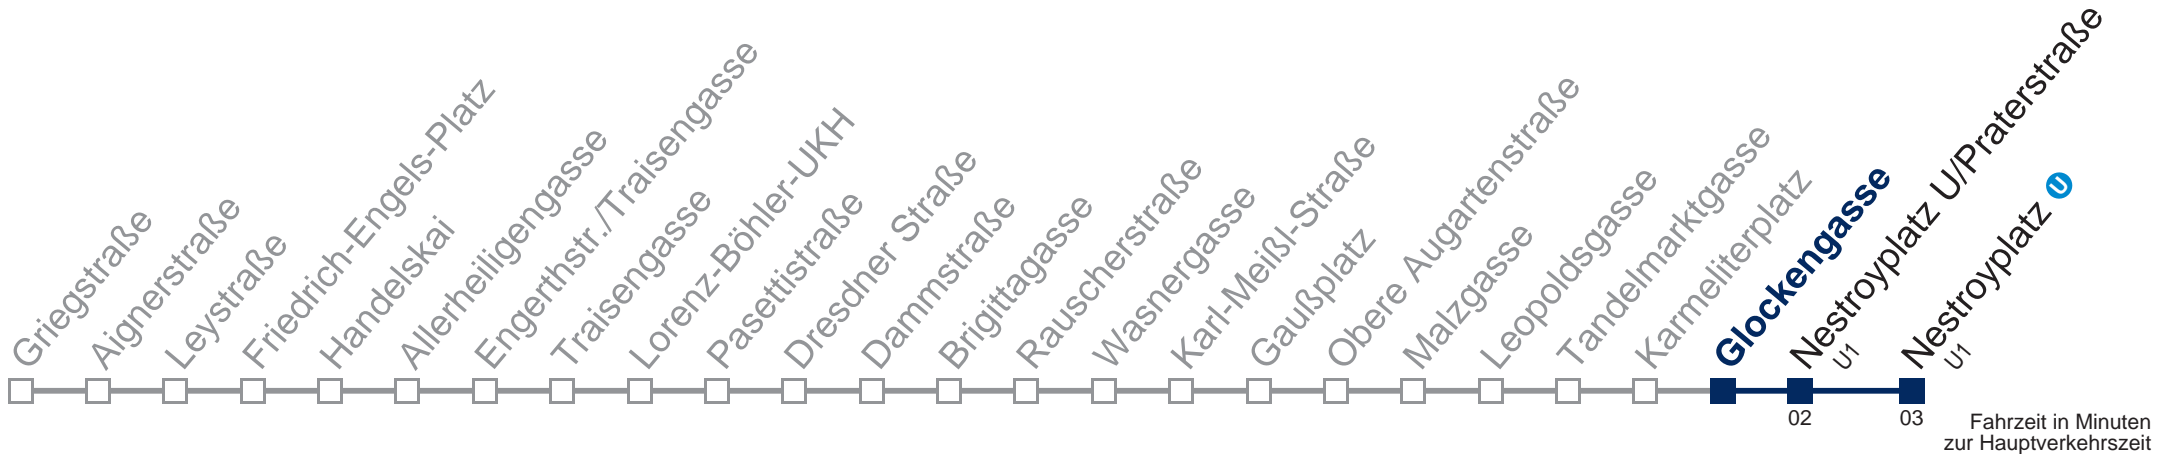 Griegstraße
Aignerstraße
Leystraße
Friedrich-Engels-Platz
Handelskai
Allerheiligengasse
Engerthstr./Traisengasse
Traisengasse
Lorenz-Böhler-UKH
Pasettistraße
Dresdner Straße
Dammstraße
Brigittagasse
Rauscherstraße
Wasnergasse
Karl-Meißl-Straße
Gaußplatz
Obere Augartenstraße
Malzgasse
Leopoldsgasse
Tandelmarktgasse
Karmeliterplatz
Glockengasse
Nestroyplatz U/Praterstraße
U1
Nestroyplatz U
U1
02
03
Fahrzeit in Minuten
zur Hauptverkehrszeit